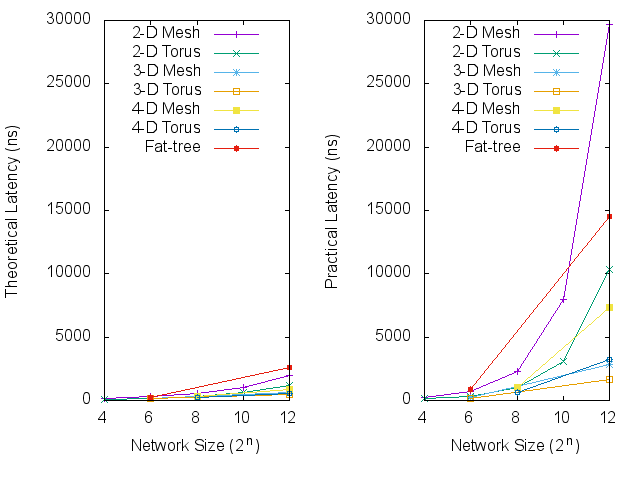 Theoretical Latency (ns)
30000
25000
20000
15000
10000
5000
0
4 6 8 10 12
Network Size (2^n)
2-D Mesh
2-D Torus
3-D Mesh
3-D Torus
4-D Mesh
4-D Torus
Fat-tree
Practical Latency (ns)
30000
25000
20000
15000
10000
5000
0
4 6 8 10 12
Network Size (2^n)
2-D Mesh
2-D Torus
3-D Mesh
3-D Torus
4-D Mesh
4-D Torus
Fat-tree